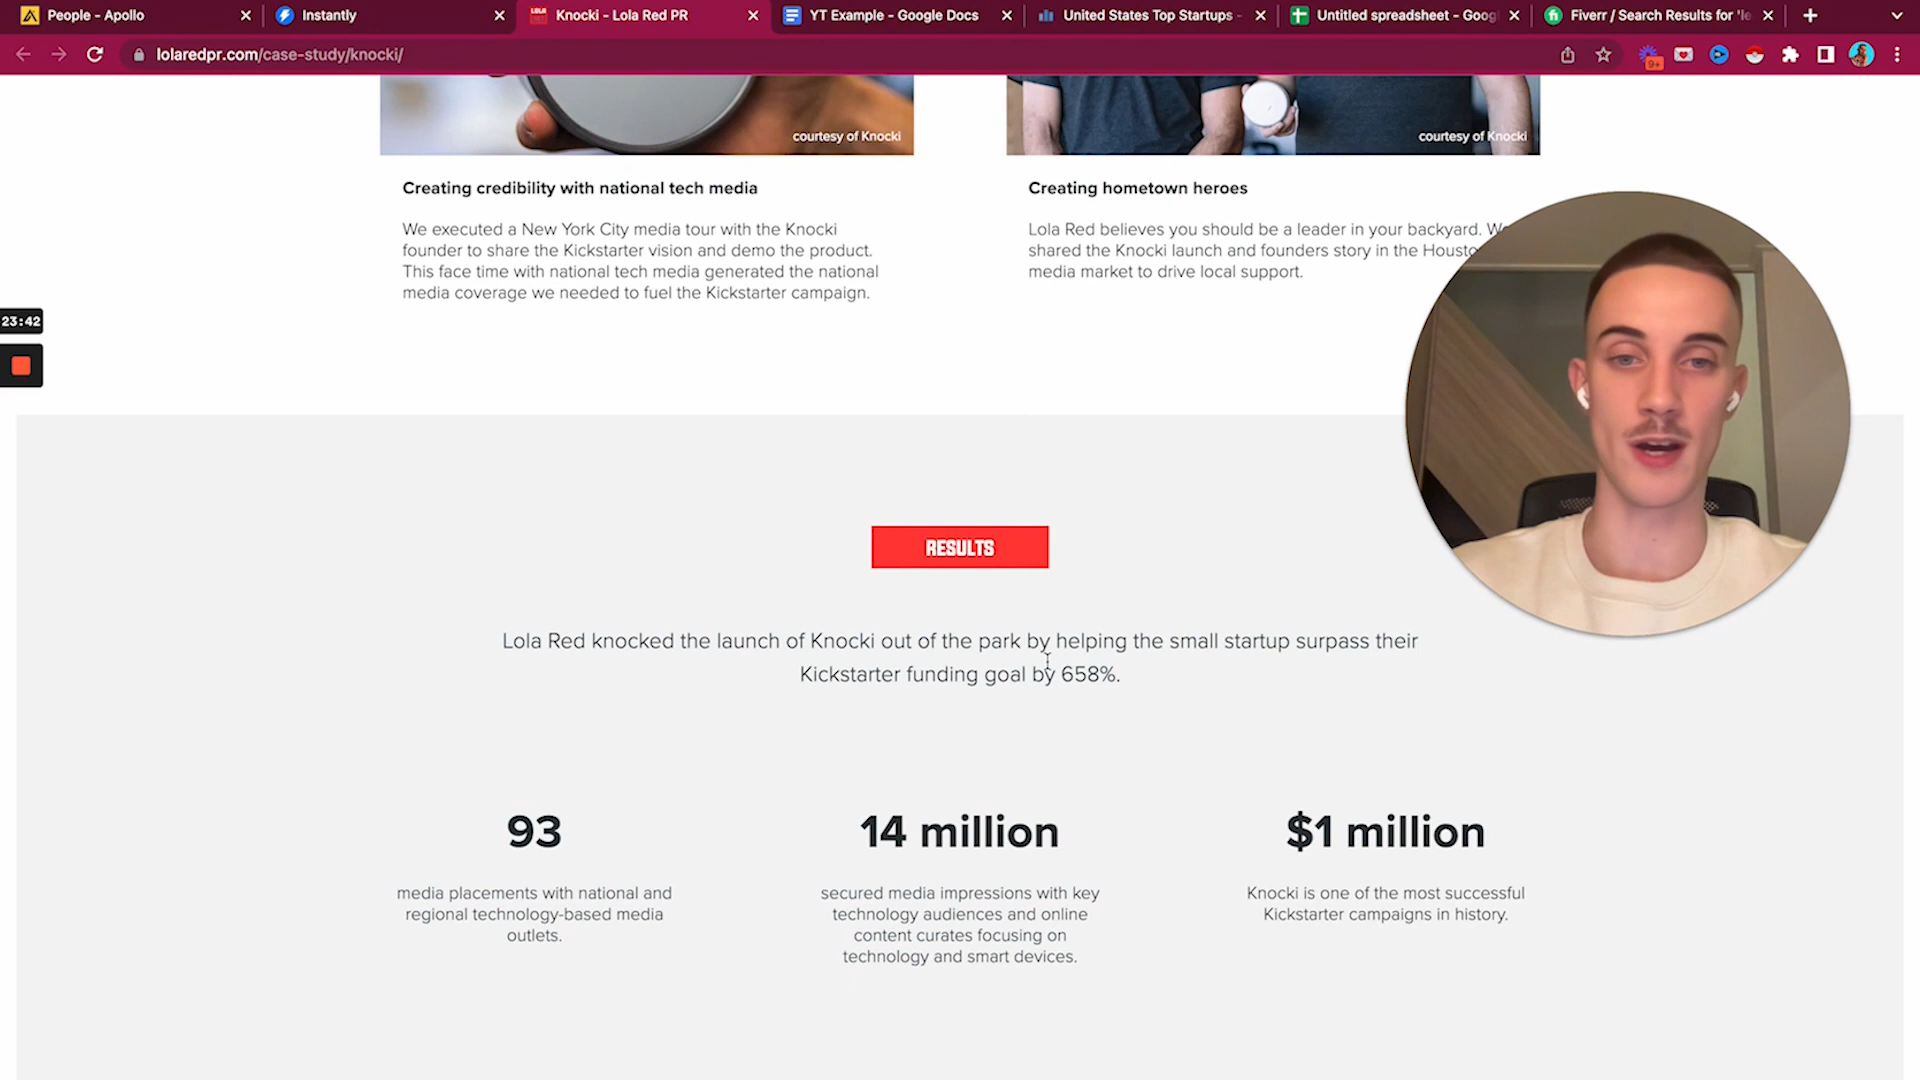 People - Apollo
Instantly
Knocki - Lola Red PR
YT Example - Google Docs
United States Top Startups -
Untitled spreadsheet - Goog
Fiverr / Search Results for 'le
lolaredpr.com/case-study/knocki/
9+
courtesy of Knocki
courtesy of Knocki
Creating credibility with national tech media
We executed a New York City media tour with the Knocki
founder to share the Kickstarter vision and demo the product.
This face time with national tech media generated the national
media coverage we needed to fuel the Kickstarter campaign.
Creating hometown heroes
Lola Red believes you should be a leader in your backyard. We
shared the Knocki launch and founders story in the Housto
media market to drive local support.
23:42
RESULTS
Lola Red knocked the launch of Knocki out of the park by helping the small startup surpass their
Kickstarter funding goal by 658%.
93
media placements with national and
regional technology-based media
outlets.
14 million
secured media impressions with key
technology audiences and online
content curates focusing on
technology and smart devices.
$1 million
Knocki is one of the most successful
Kickstarter campaigns in history.